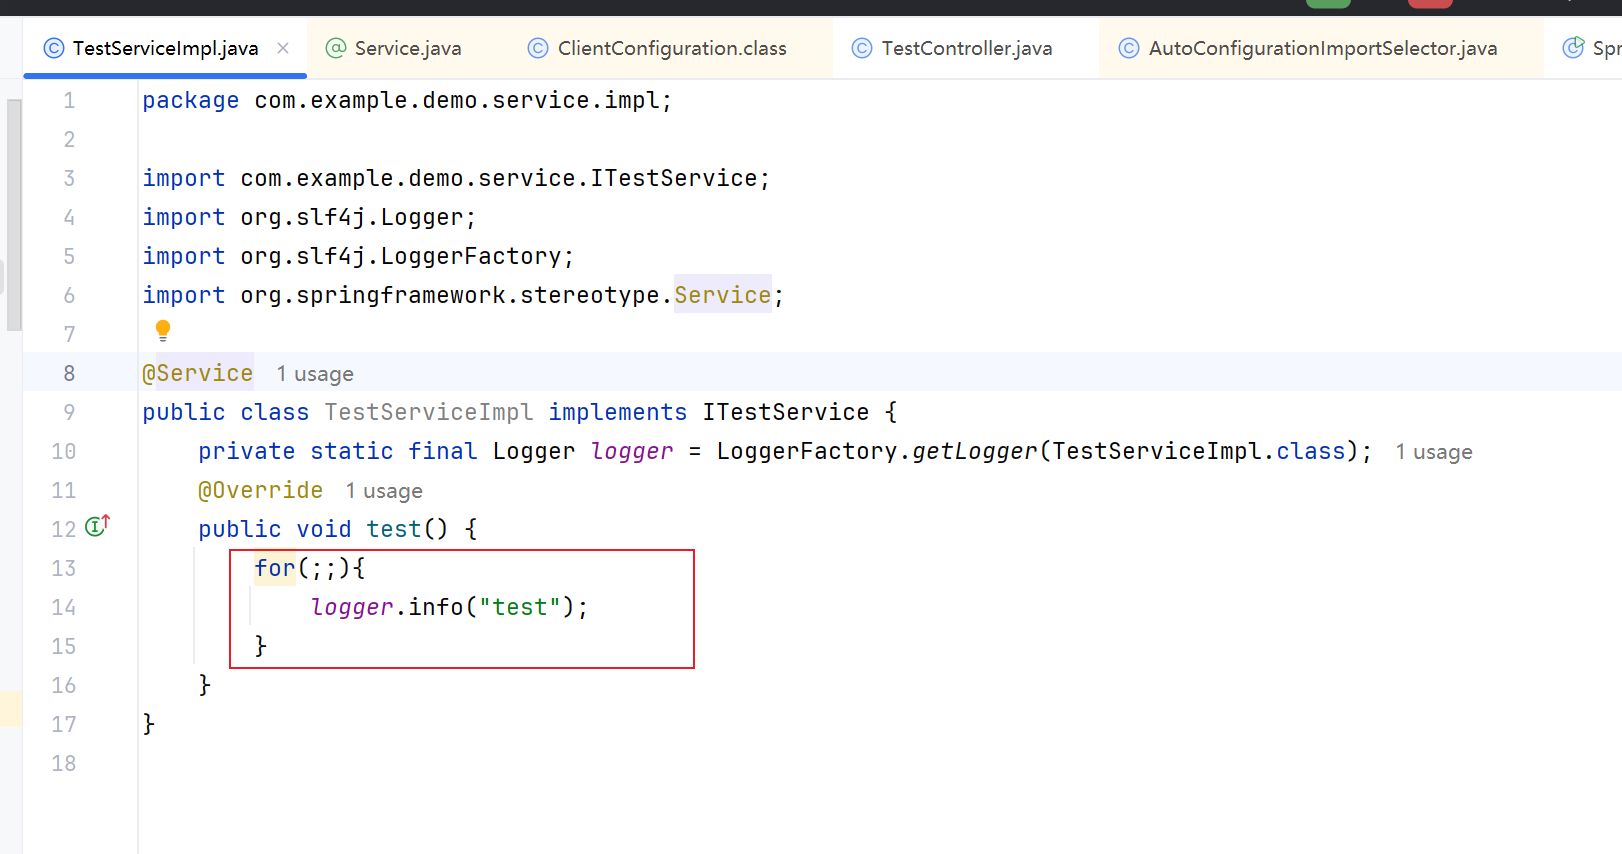 TestServiceImpl.java × Service.java ClientConfiguration.class TestController.java AutoConfigurationImportSelector.java Spr
1 package com.example.demo.service.impl;
2
3 import com.example.demo.service.ITestService;
4 import org.slf4j.Logger;
5 import org.slf4j.LoggerFactory;
6 import org.springframework.stereotype.Service;
7
8 @Service 1 usage
9 public class TestServiceImpl implements ITestService {
10 private static final Logger logger = LoggerFactory.getLogger(TestServiceImpl.class); 1 usage
11 @Override 1 usage
12 public void test() {
13 for(;;){
14 logger.info("test");
15 }
16 }
17 }
18